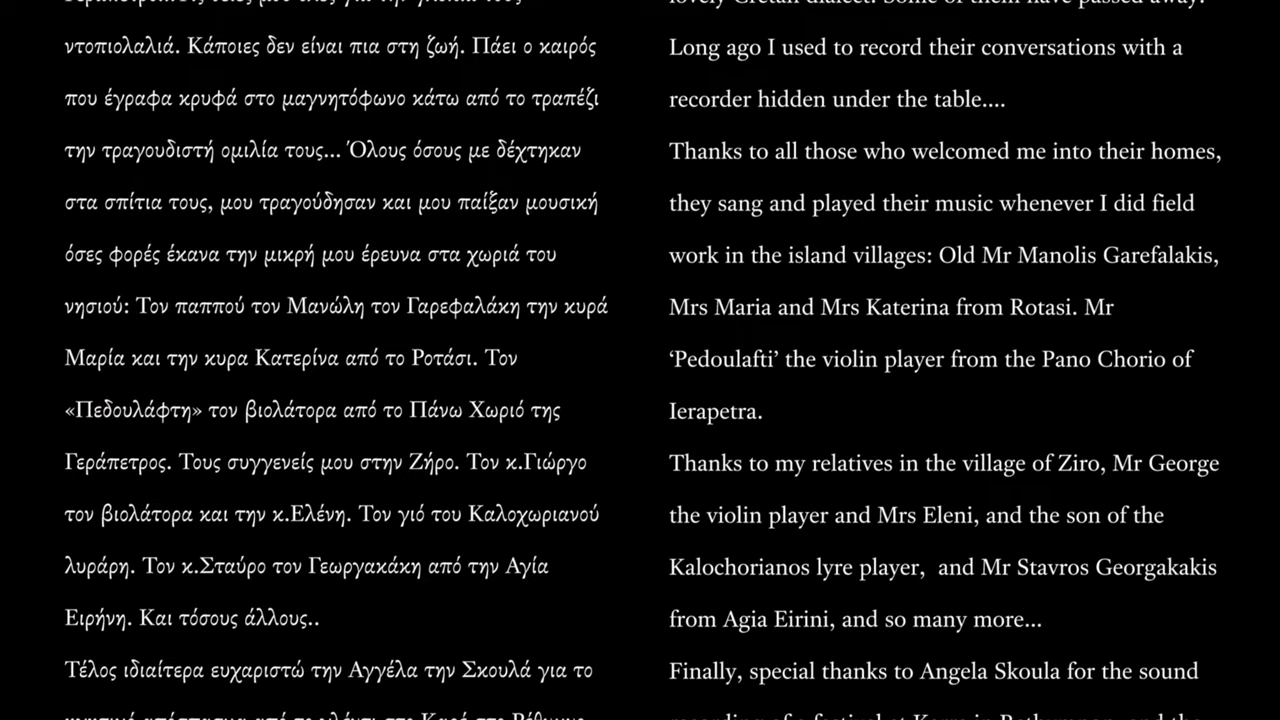 ντοπιολαλιά. Κάποιες δεν είναι πια στη ζωή. Πάει ο καιρός
που έγραφα κρυφά στο μαγνητόφωνο κάτω από το τραπέζι
την τραγουδιστή ομιλία τους... Όλους όσους με δέχτηκαν
στα σπίτια τους, μου τραγούδησαν και μου παίξαν μουσική
όσες φορές έκανα την μικρή μου έρευνα στα χωριά του
νησιού: Τον παππού τον Μανώλη τον Γαρεφαλάκη την κυρά
Μαρία και την κυρα Κατερίνα από το Ροτάσι. Τον
«Πεδουλάφτη» τον βιολάτορα από το Πάνω Χωριό της
Γεράπετρος. Τους συγγενείς μου στην Ζήρο. Τον κ.Γιώργο
τον βιολάτορα και την κ.Ελένη. Τον γιό του Καλοχωριανού
λυράρη. Τον κ.Σταύρο τον Γεωργακάκη από την Αγία
Ειρήνη. Και τόσους άλλους..
Τέλος ιδιαίτερα ευχαριστώ την Αγγέλα την Σκουλά για το
lovely Cretan dialect. Some of them have passed away.
Long ago I used to record their conversations with a
recorder hidden under the table....
Thanks to all those who welcomed me into their homes,
they sang and played their music whenever I did field
work in the island villages: Old Mr Manolis Garefalakis,
Mrs Maria and Mrs Katerina from Rotasi. Mr
‘Pedoulafti’ the violin player from the Pano Chorio of
Ierapetra.
Thanks to my relatives in the village of Ziro, Mr George
the violin player and Mrs Eleni, and the son of the
Kalochorianos lyre player,  and Mr Stavros Georgakakis
from Agia Eirini, and so many more...
Finally, special thanks to Angela Skoula for the sound